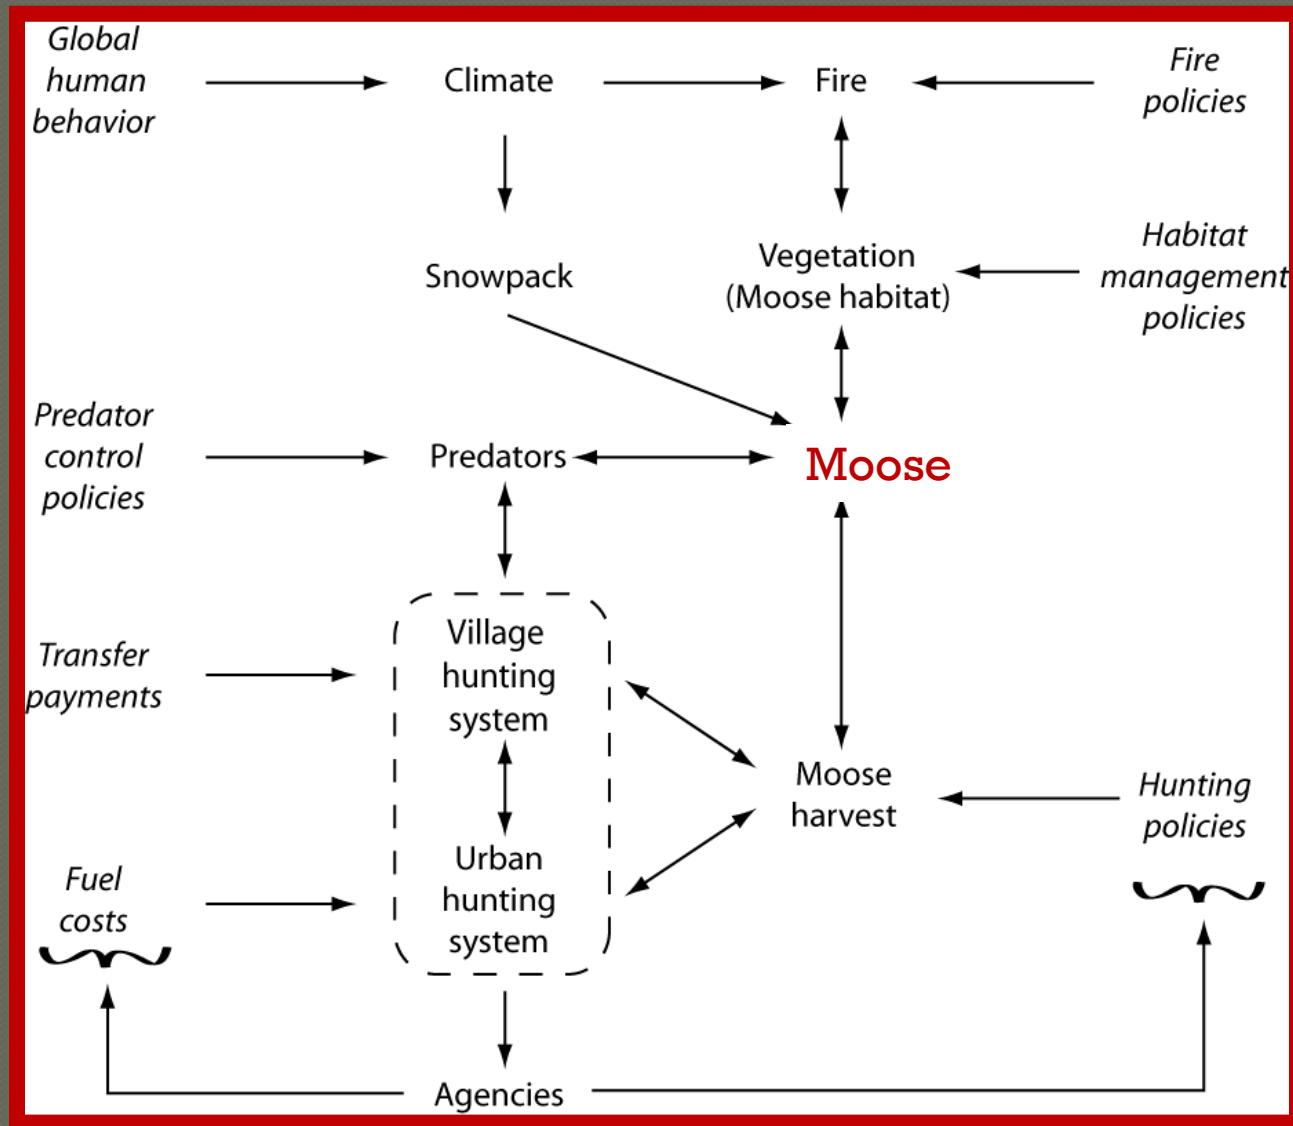 Global
human
behavior
Climate
Fire
Fire
policies
Snowpack
Vegetation
(Moose habitat)
Habitat
management
policies
Predator
control
policies
Predators
Moose
Transfer
payments
Village
hunting
system
Moose
harvest
Hunting
policies
Fuel
costs
Urban
hunting
system
Agencies